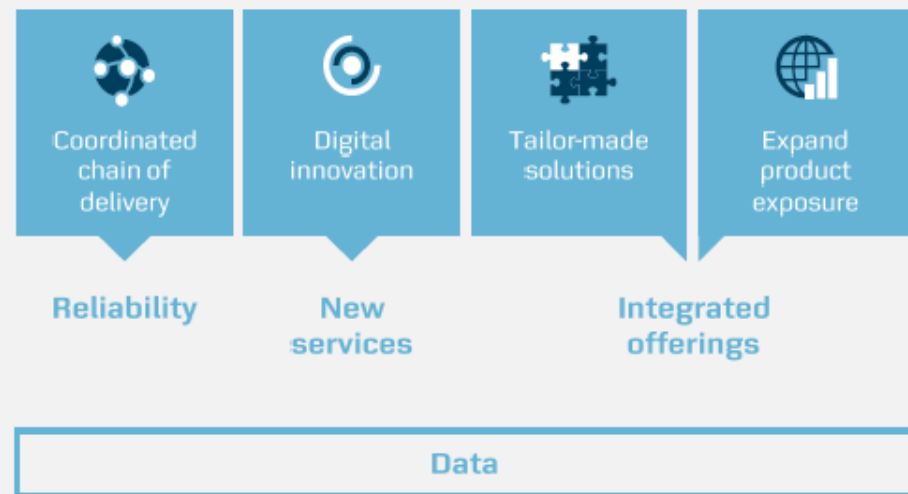 Coordinated
chain of
delivery
Digital
innovation
Tailor-made
solutions
Expand
product
exposure
Reliability
New
services
Integrated
offerings
Data